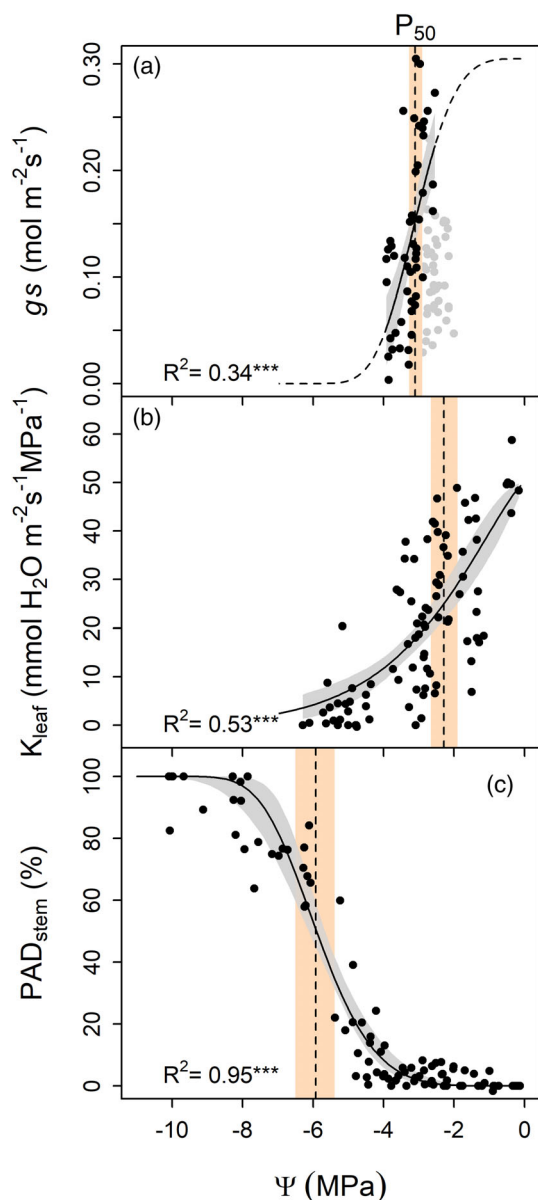 P₅₀
(a)
0.30
0.20
0.10
0.00
gs (mol m⁻²s⁻¹)
R²= 0.34***
(b)
60
50
40
30
20
10
0
K_leaf (mmol H₂O m⁻²s⁻¹MPa⁻¹)
R²= 0.53***
(c)
100
80
60
40
20
0
PAD_stem (%)
R²= 0.95***
-10 -8 -6 -4 -2 0
Ψ (MPa)